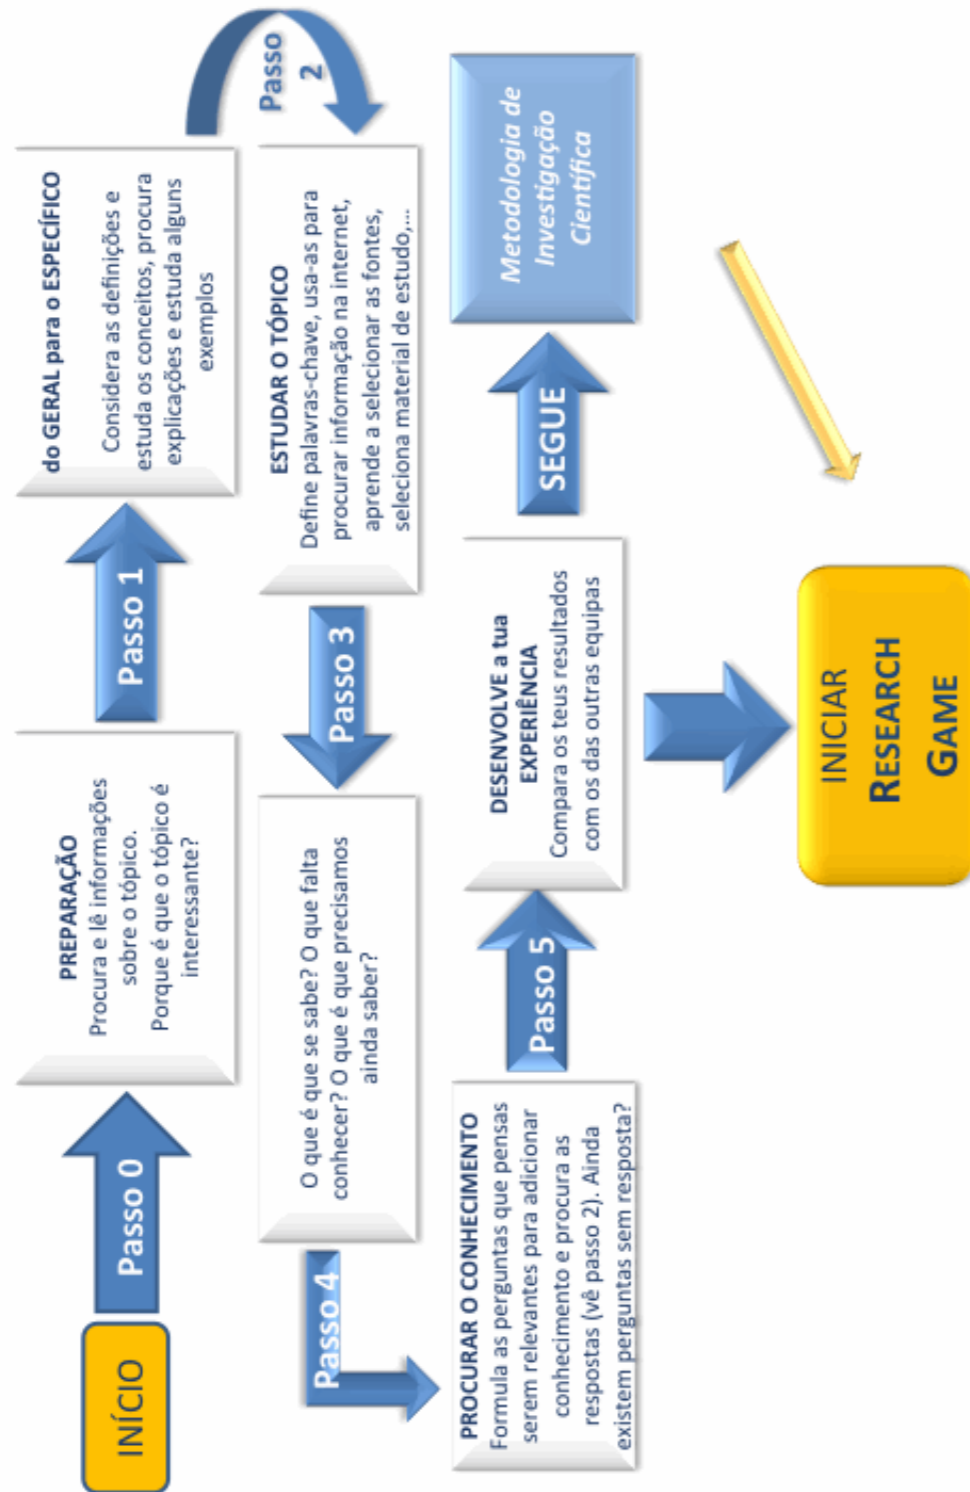 INÍCIO
Passo 0
PREPARAÇÃO
Procura e lê informações
sobre o tópico.
Porque é que o tópico é
interessante?
Passo 1
do GERAL para o ESPECÍFICO
Considera as definições e
estuda os conceitos, procura
explicações e estuda alguns
exemplos
Passo
2
ESTUDAR O TÓPICO
Define palavras-chave, usa-as para
procurar informação na internet,
aprende a selecionar as fontes,
seleciona material de estudo,...
Passo 3
O que é que se sabe? O que falta
conhecer? O que é que precisamos
ainda saber?
Passo 4
PROCURAR O CONHECIMENTO
Formula as perguntas que pensas
serem relevantes para adicionar
conhecimento e procura as
respostas (vê passo 2). Ainda
existem perguntas sem resposta?
Passo 5
DESENVOLVE a tua
EXPERIÊNCIA
Compara os teus resultados
com os das outras equipas
SEGUE
Metodologia de
Investigação
Científica
INICIAR
RESEARCH
GAME